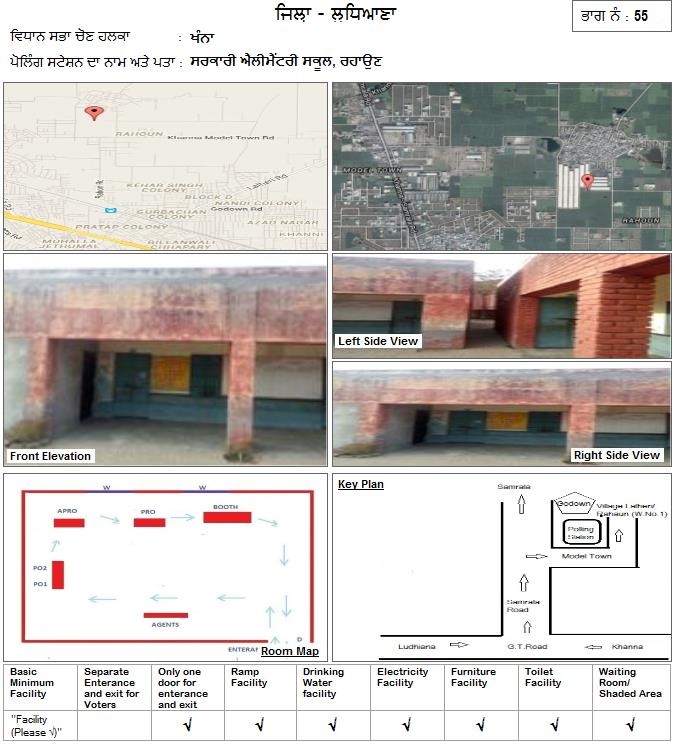 ਜ਼ਿਲ੍ਹਾ - ਲੁਧਿਆਣਾ
ਭਾਗ ਨੰ : 55
ਵਿਧਾਨ ਸਭਾ ਚੋਣ ਹਲਕਾ : ਖੰਨਾ
ਪੋਲਿੰਗ ਸਟੇਸ਼ਨ ਦਾ ਨਾਮ ਅਤੇ ਪਤਾ : ਸਰਕਾਰੀ ਐਲੀਮੈਂਟਰੀ ਸਕੂਲ, ਰਹਾਉਣ
RAHOUN
Khanna Model Town Rd
KEHAR SINGH
COLONY
Lalheri Rd
BLOCK D
NANDI COLONY
Godown Rd
GURBACHAN
COLONY
AZAD NAGAR
PRATAP COLONY
KHANNI
MUHALLA
JETHUMAL
BILLANWALI
CHHAPARY
MODEL TOWN
RAHOUN
Left Side View
Front Elevation
Right Side View
W W
APRO PRO BOOTH
PO2
PO1
AGENTS
D
ENTERAN
Room Map
Key Plan
Samrala
Godown
Village Lalheri/
Rahaun (W.No.1)
Polling
Station
Model Town
Samrala
Road
Ludhiana G.T.Road Khanna
Basic Minimum Facility
Separate Enterance and exit for Voters
Only one door for enterance and exit
Ramp Facility
Drinking Water facility
Electricity Facility
Furniture Facility
Toilet Facility
Waiting Room/ Shaded Area
"Facility (Please √)" √ √ √ √ √ √ √